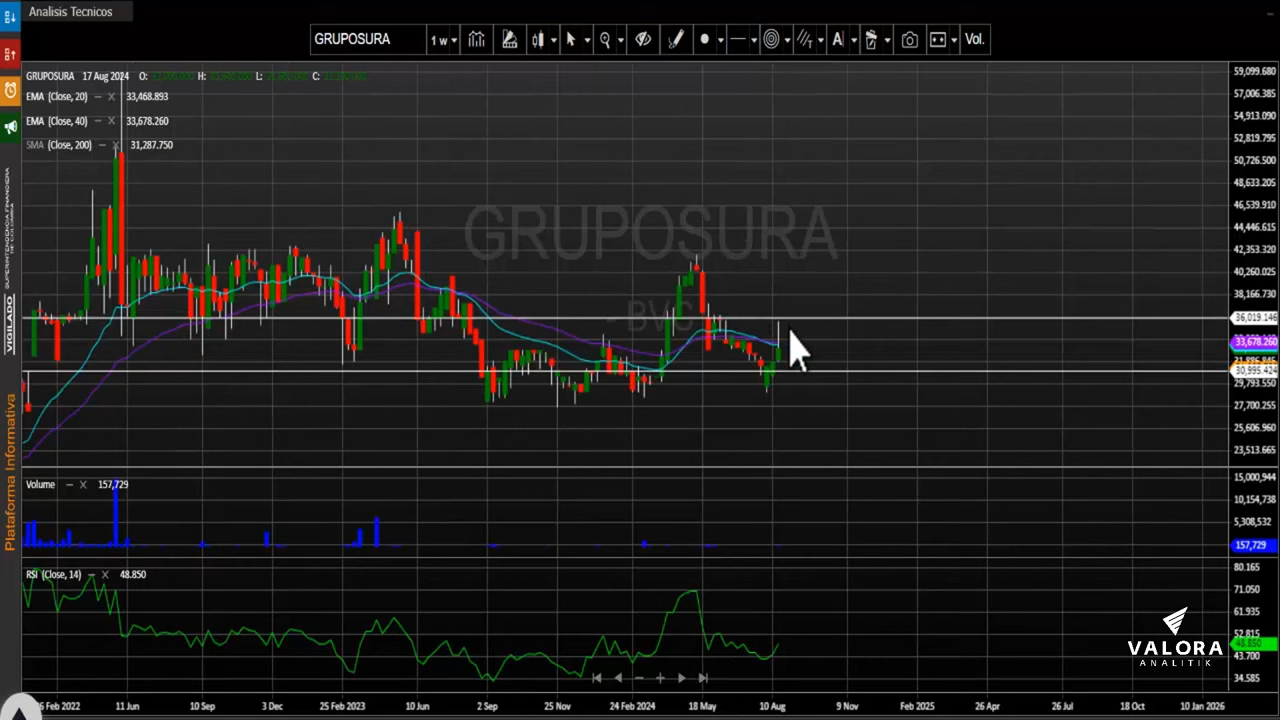 Analisis Tecnicos
GRUPOSURA 1 w A Vol.
GRUPOSURA 17 Aug 2024 O: H: L: C:
EMA (Close, 20) – X 33,468.893
EMA (Close, 40) – X 33,678.260
SMA (Close, 200) – X 31,287.750
GRUPOSURA
- BVC
59,099.680
57,006.385
54,913.090
52,819.795
50,726.500
48,633.205
46,539.910
44,446.615
42,353.320
40,260.025
38,166.730
36,019.146
33,678.260
30,995.424
29,793.550
27,700.255
25,606.960
23,513.665
Volume – X 157,729
15,000.944
10,154,738
5,308,532
157,729
RSI (Close, 14) – X 48.850
80.165
71.050
61.935
52.815
48.850
43.700
34.585
Feb 2022 11 Jun 10 Sep 3 Dec 25 Feb 2023 10 Jun 2 Sep 25 Nov 24 Feb 2024 18 May 10 Aug 9 Nov Feb 2025 26 Apr 26 Jul 18 Oct 10 Jan 2026
VIGILADO SUPERINTENDENCIA FINANCIERA DE COLOMBIA
Plataforma Informativa
VALORA
ANALITIK